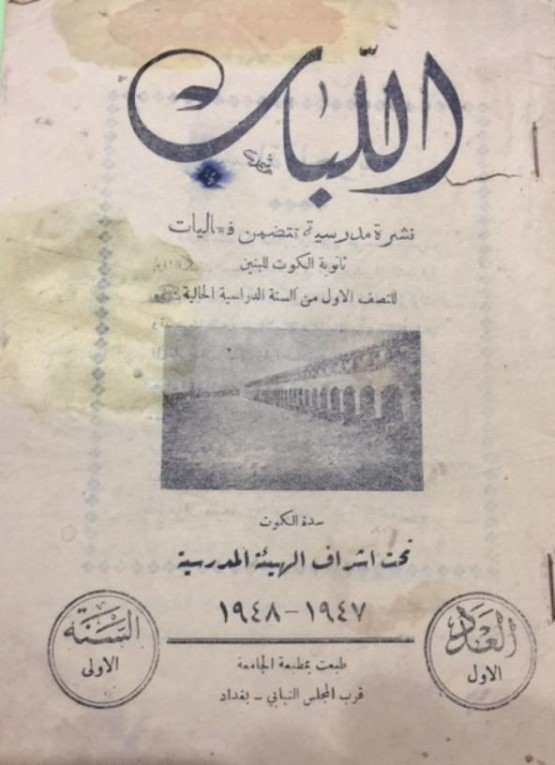 اللباب
نشرة مدرسية تتضمن فعاليات
ثانوية الكوت للبنين
للنصف الاول من السنة الدراسية الحالية
سدة الكوت
تحت اشراف الهيئة المدرسية
١٩٤٧-١٩٤٨
العدد
الاول
السنة
الاولى
طبعت بمطبعة الجامعة
قرب المجلس النيابي - بغداد